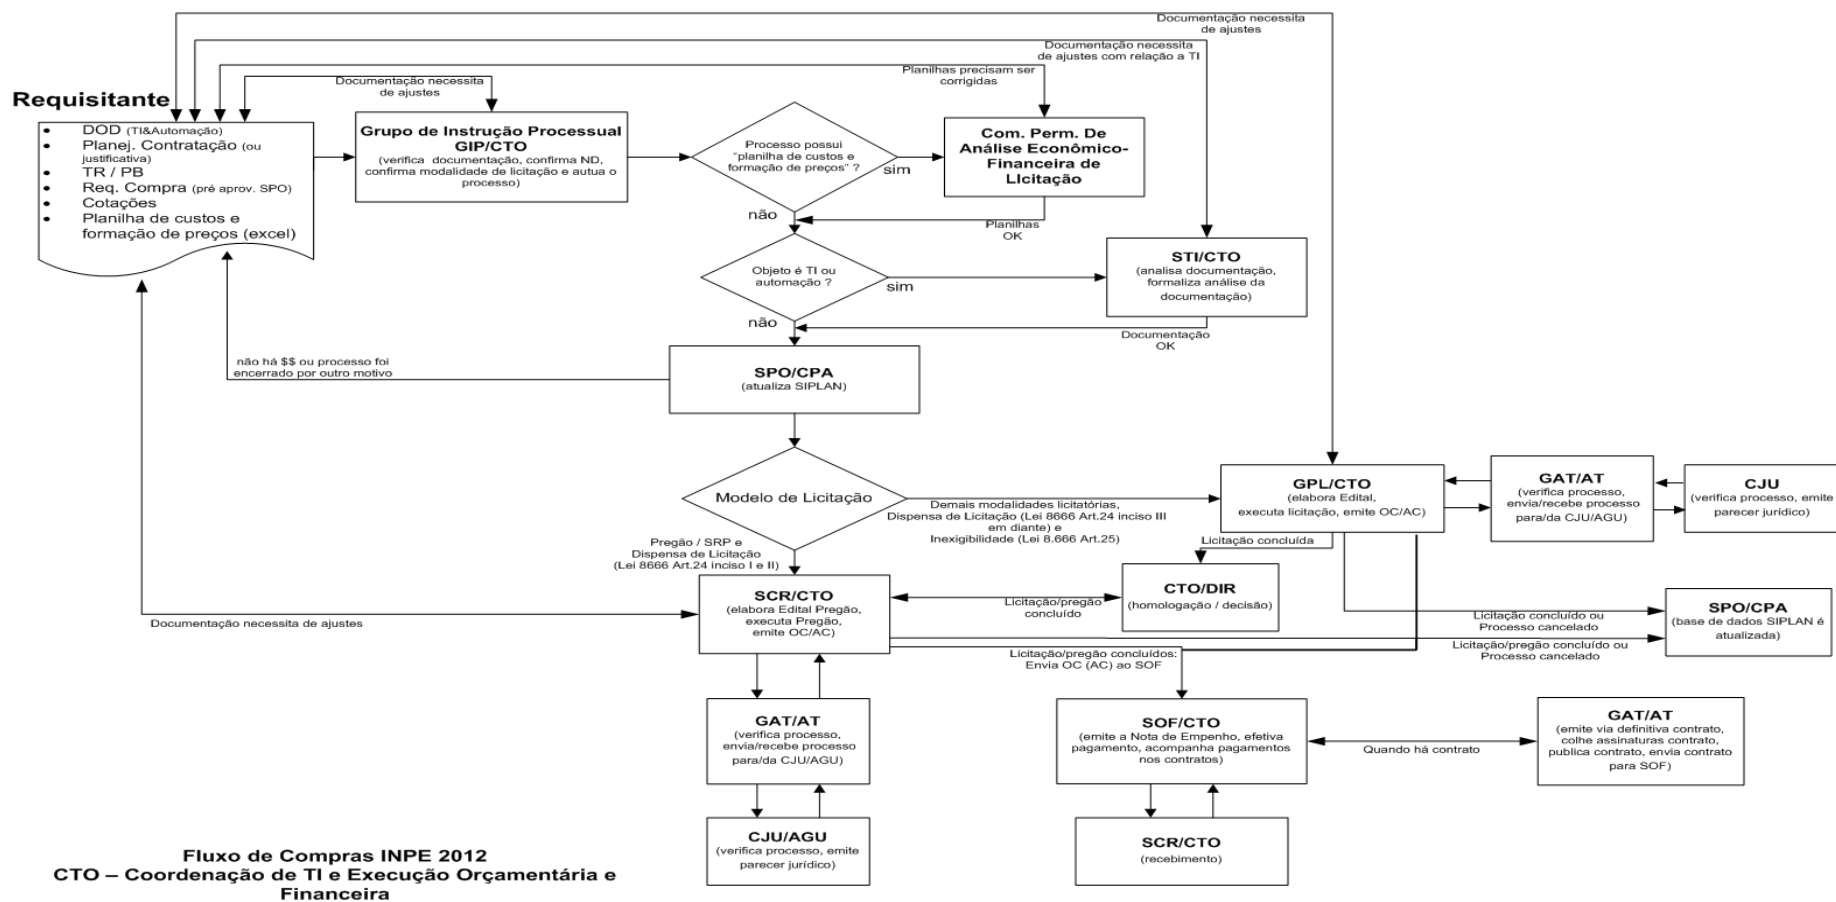 Documentação necessita
de ajustes
Documentação necessita
de ajustes com relação a TI
Planilhas precisam ser
corrigidas
Documentação necessita
de ajustes
Requisitante
• DOD (TI&Automação)
• Planej. Contratação (ou
justificativa)
• TR / PB
• Req. Compra (pré aprov. SPO)
• Cotações
• Planilha de custos e
formação de preços (excel)
Grupo de Instrução Processual
GIP/CTO
(verifica documentação, confirma ND,
confirma modalidade de licitação e autua o
processo)
Processo possui
"planilha de custos e
formação de preços" ?
sim
não
Com. Perm. De
Análise Econômico-
Financeira de
LIcitação
Planilhas
OK
Objeto é TI ou
automação ?
sim
não
STI/CTO
(analisa documentação,
formaliza análise da
documentação)
Documentação
OK
não há $$ ou processo foi
encerrado por outro motivo
SPO/CPA
(atualiza SIPLAN)
Modelo de Licitação
Demais modalidades licitatórias,
Dispensa de Licitação (Lei 8666 Art.24 inciso III
em diante) e
Inexigibilidade (Lei 8.666 Art.25)
GPL/CTO
(elabora Edital,
executa licitação, emite OC/AC)
GAT/AT
(verifica processo,
envia/recebe processo
para/da CJU/AGU)
CJU
(verifica processo, emite
parecer jurídico)
Pregão / SRP e
Dispensa de Licitação
(Lei 8666 Art.24 inciso I e II)
Licitação concluída
SCR/CTO
(elabora Edital Pregão,
executa Pregão,
emite OC/AC)
Licitação/pregão
concluído
CTO/DIR
(homologação / decisão)
Documentação necessita de ajustes
Licitação concluído ou
Processo cancelado
SPO/CPA
(base de dados SIPLAN é
atualizada)
Licitação/pregão concluído ou
Processo cancelado
Licitação/pregão concluídos:
Envia OC (AC) ao SOF
GAT/AT
(verifica processo,
envia/recebe processo
para/da CJU/AGU)
SOF/CTO
(emite a Nota de Empenho, efetiva
pagamento, acompanha pagamentos
nos contratos)
Quando há contrato
GAT/AT
(emite via definitiva contrato,
colhe assinaturas contrato,
publica contrato, envia contrato
para SOF)
CJU/AGU
(verifica processo, emite
parecer jurídico)
SCR/CTO
(recebimento)
Fluxo de Compras INPE 2012
CTO – Coordenação de TI e Execução Orçamentária e
Financeira